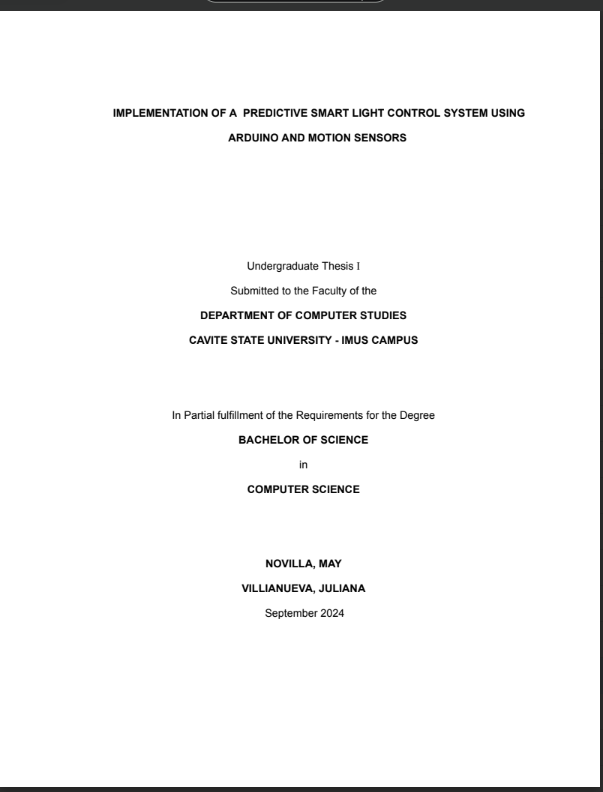 IMPLEMENTATION OF A  PREDICTIVE SMART LIGHT CONTROL SYSTEM USING
ARDUINO AND MOTION SENSORS
Undergraduate Thesis I
Submitted to the Faculty of the
DEPARTMENT OF COMPUTER STUDIES
CAVITE STATE UNIVERSITY - IMUS CAMPUS
In Partial fulfillment of the Requirements for the Degree
BACHELOR OF SCIENCE
in
COMPUTER SCIENCE
NOVILLA, MAY
VILLIANUEVA, JULIANA
September 2024